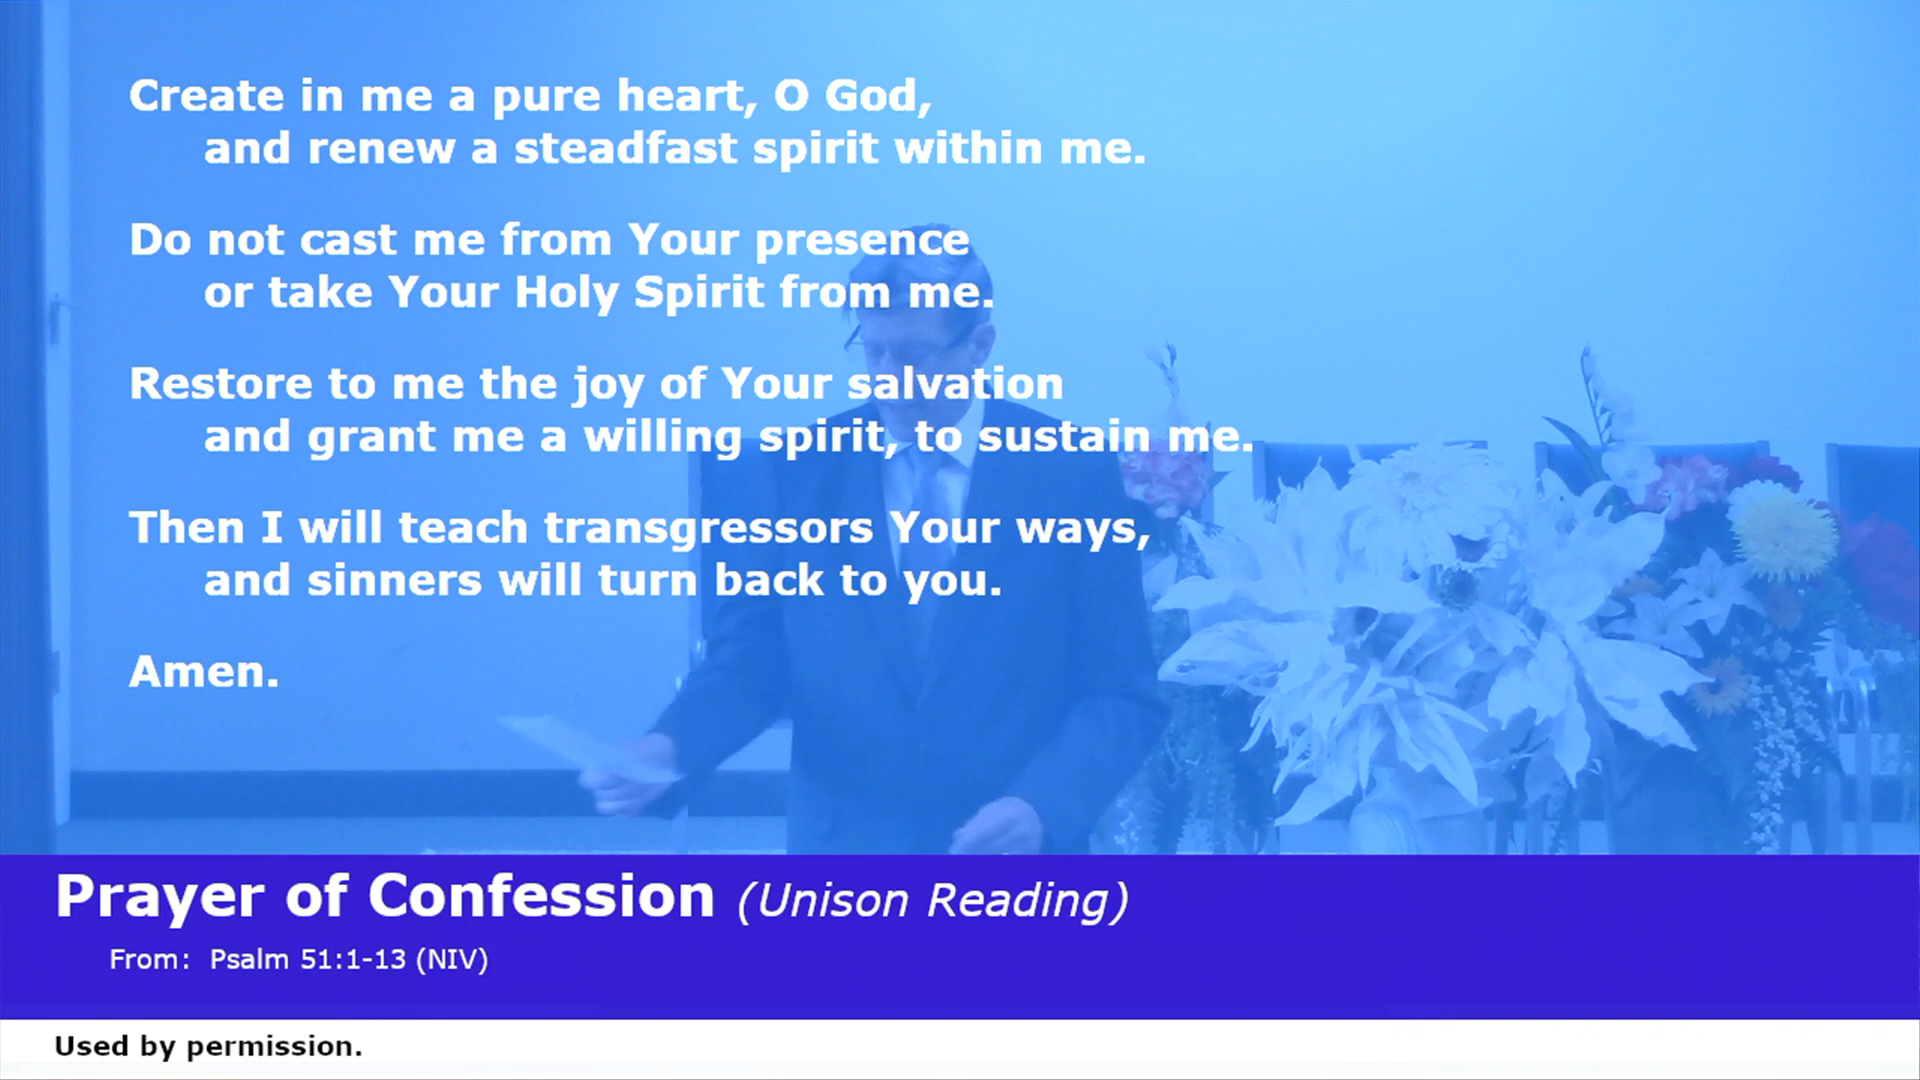 Create in me a pure heart, O God,
and renew a steadfast spirit within me.
Do not cast me from Your presence
or take Your Holy Spirit from me.
Restore to me the joy of Your salvation
and grant me a willing spirit, to sustain me.
Then I will teach transgressors Your ways,
and sinners will turn back to you.
Amen.
Prayer of Confession (Unison Reading)
From: Psalm 51:1-13 (NIV)
Used by permission.